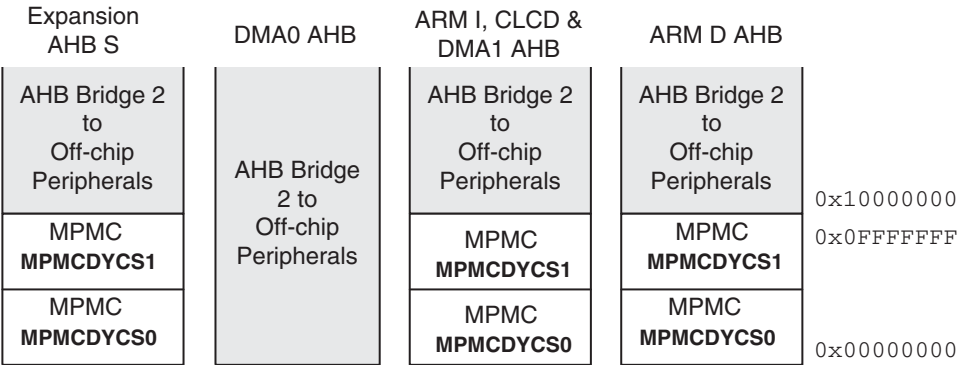 Expansion
AHB S
DMA0 AHB
ARM I, CLCD &
DMA1 AHB
ARM D AHB
AHB Bridge 2
to
Off-chip
Peripherals
AHB Bridge
2 to
Off-chip
Peripherals
AHB Bridge 2
to
Off-chip
Peripherals
AHB Bridge 2
to
Off-chip
Peripherals
0x10000000
MPMC
MPMCDYCS1
MPMC
MPMCDYCS1
MPMC
MPMCDYCS1
0x0FFFFFFF
MPMC
MPMCDYCS0
MPMC
MPMCDYCS0
MPMC
MPMCDYCS0
0x00000000